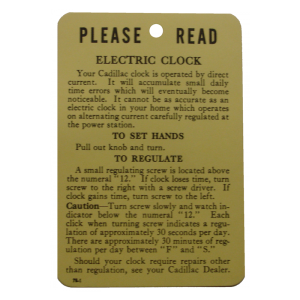 PLEASE READ
ELECTRIC CLOCK
Your Cadillac clock is operated by direct
current. It will accumulate small daily
time errors which will eventually become
noticeable. It cannot be as accurate as an
electric clock in your home which operates
on alternating current carefully regulated at
the power station.
TO SET HANDS
Pull out knob and turn.
TO REGULATE
A small regulating screw is located above
the numeral "12." If clock loses time, turn
screw to the right with a screw driver. If
clock gains time, turn screw to the left.
Caution—Turn screw slowly and watch in-
dicator below the numeral "12." Each
click when turning screw indicates a regu-
lation of approximately 30 seconds per day.
There are approximately 30 minutes of reg-
ulation per day between "F" and "S."
Should your clock require repairs other
than regulation, see your Cadillac Dealer.